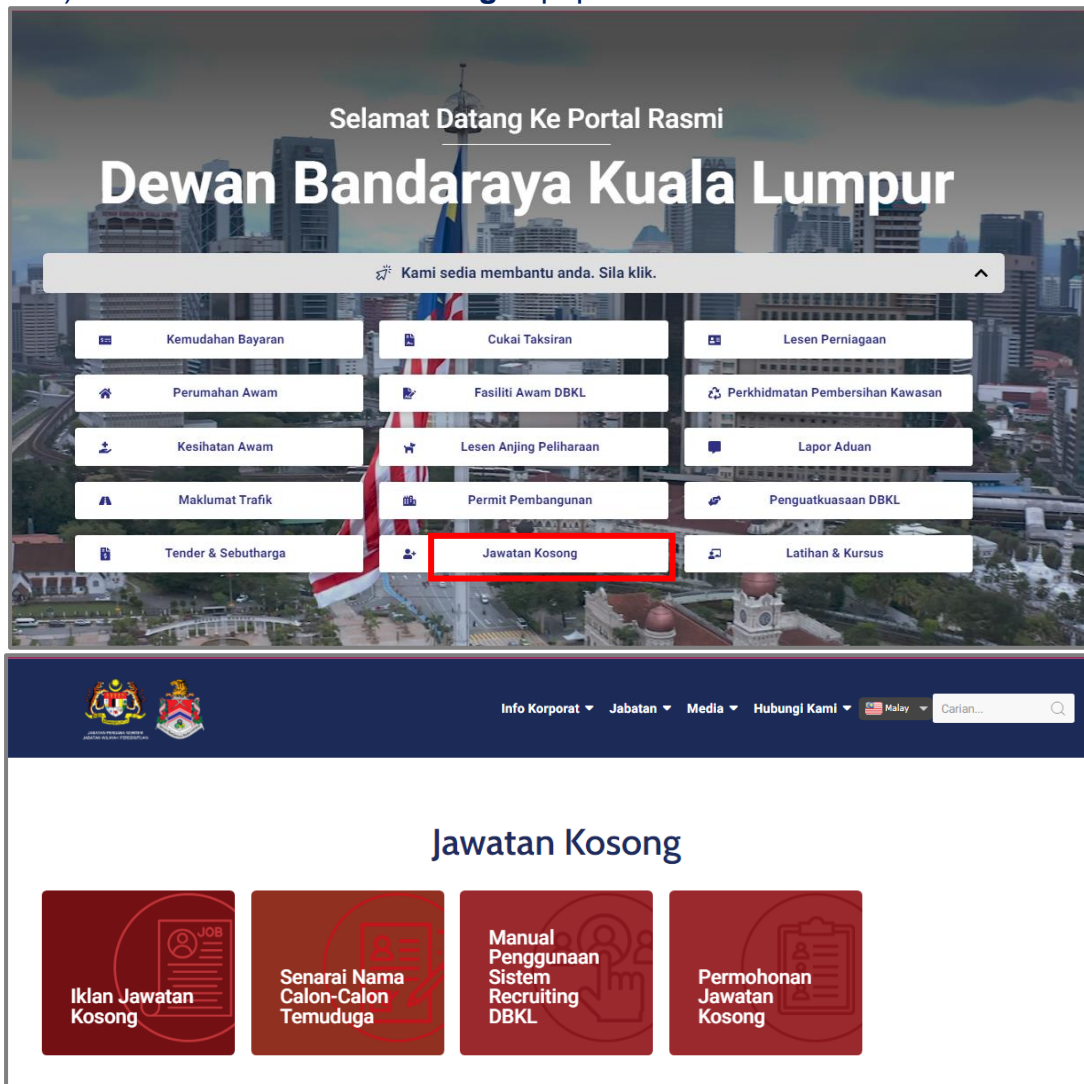 Selamat Datang Ke Portal Rasmi
Dewan Bandaraya Kuala Lumpur
Kami sedia membantu anda. Sila klik.
Kemudahan Bayaran
Cukai Taksiran
Lesen Perniagaan
Perumahan Awam
Fasiliti Awam DBKL
Perkhidmatan Pembersihan Kawasan
Kesihatan Awam
Lesen Anjing Peliharaan
Lapor Aduan
Maklumat Trafik
Permit Pembangunan
Penguatkuasaan DBKL
Tender & Sebutharga
Jawatan Kosong
Latihan & Kursus
Info Korporat
Jabatan
Media
Hubungi Kami
Malay
Carian...
Jawatan Kosong
JOB
Iklan Jawatan
Kosong
Senarai Nama
Calon-Calon
Temuduga
Manual
Penggunaan
Sistem
Recruiting
DBKL
Permohonan
Jawatan
Kosong